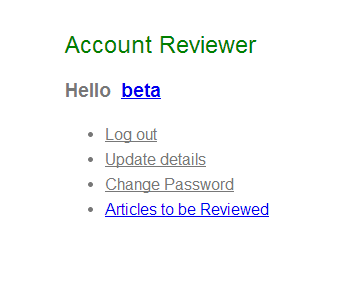 Account Reviewer
Hello beta
Log out
Update details
Change Password
Articles to be Reviewed